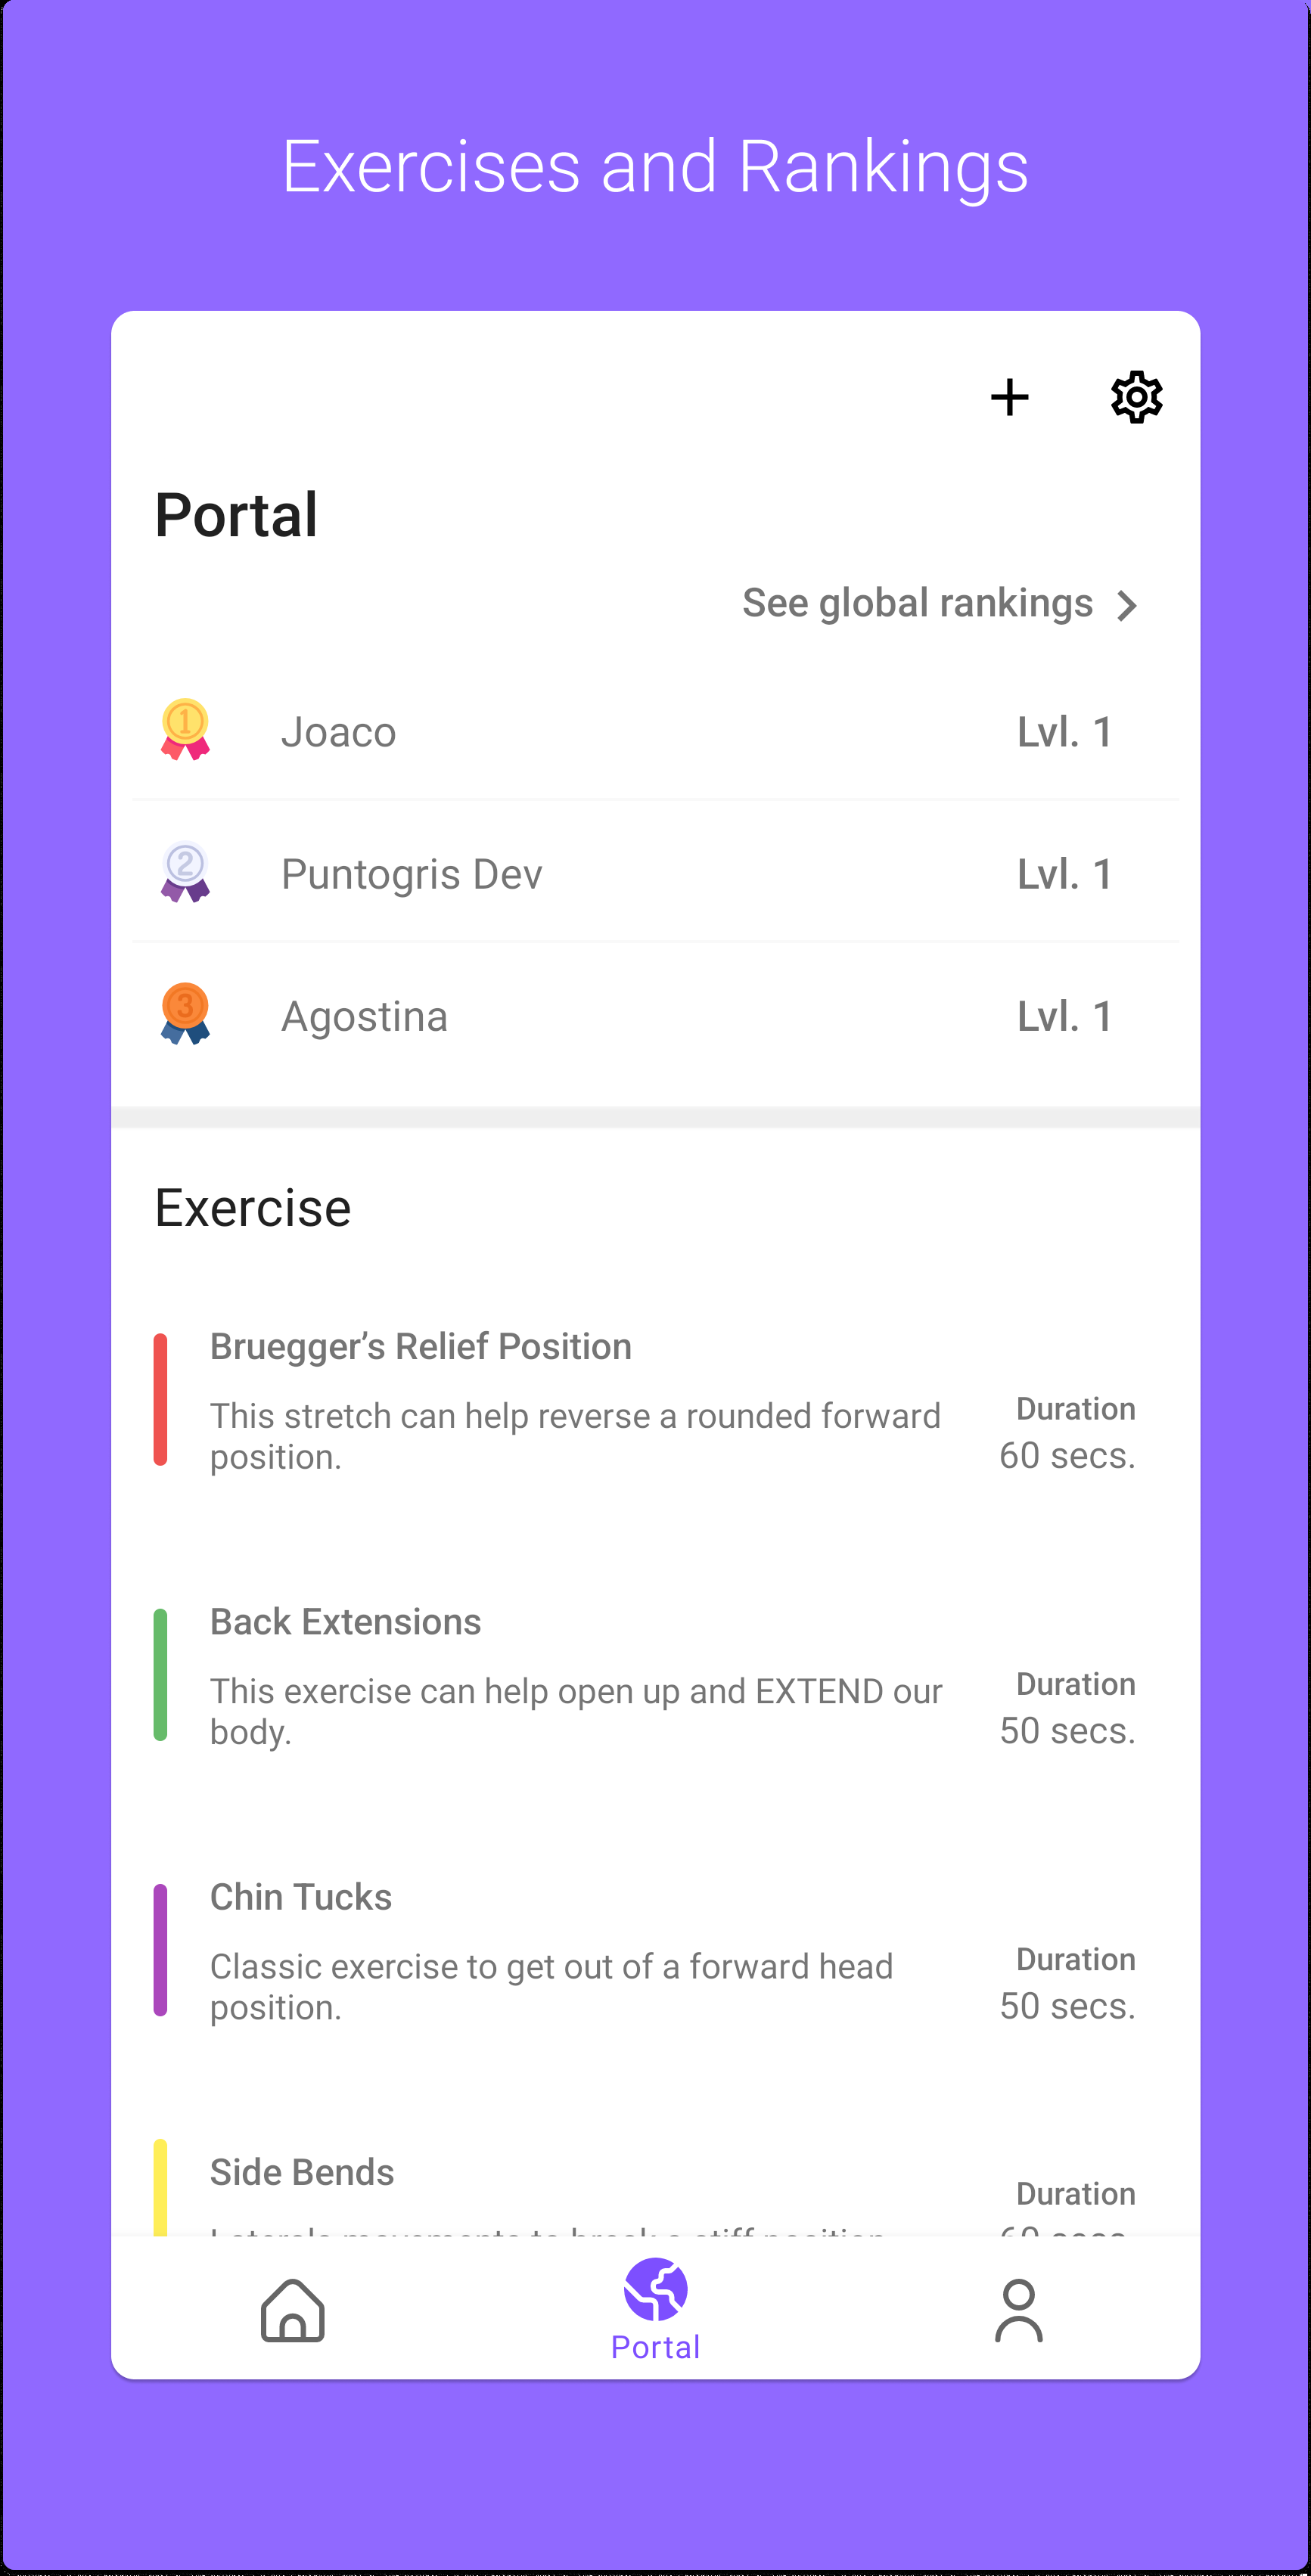 Exercises and Rankings
Portal
See global rankings
1 Joaco Lvl. 1
2 Puntogris Dev Lvl. 1
3 Agostina Lvl. 1
Exercise
Bruegger’s Relief Position
This stretch can help reverse a rounded forward
position.
Duration
60 secs.
Back Extensions
This exercise can help open up and EXTEND our
body.
Duration
50 secs.
Chin Tucks
Classic exercise to get out of a forward head
position.
Duration
50 secs.
Side Bends
Duration
Portal